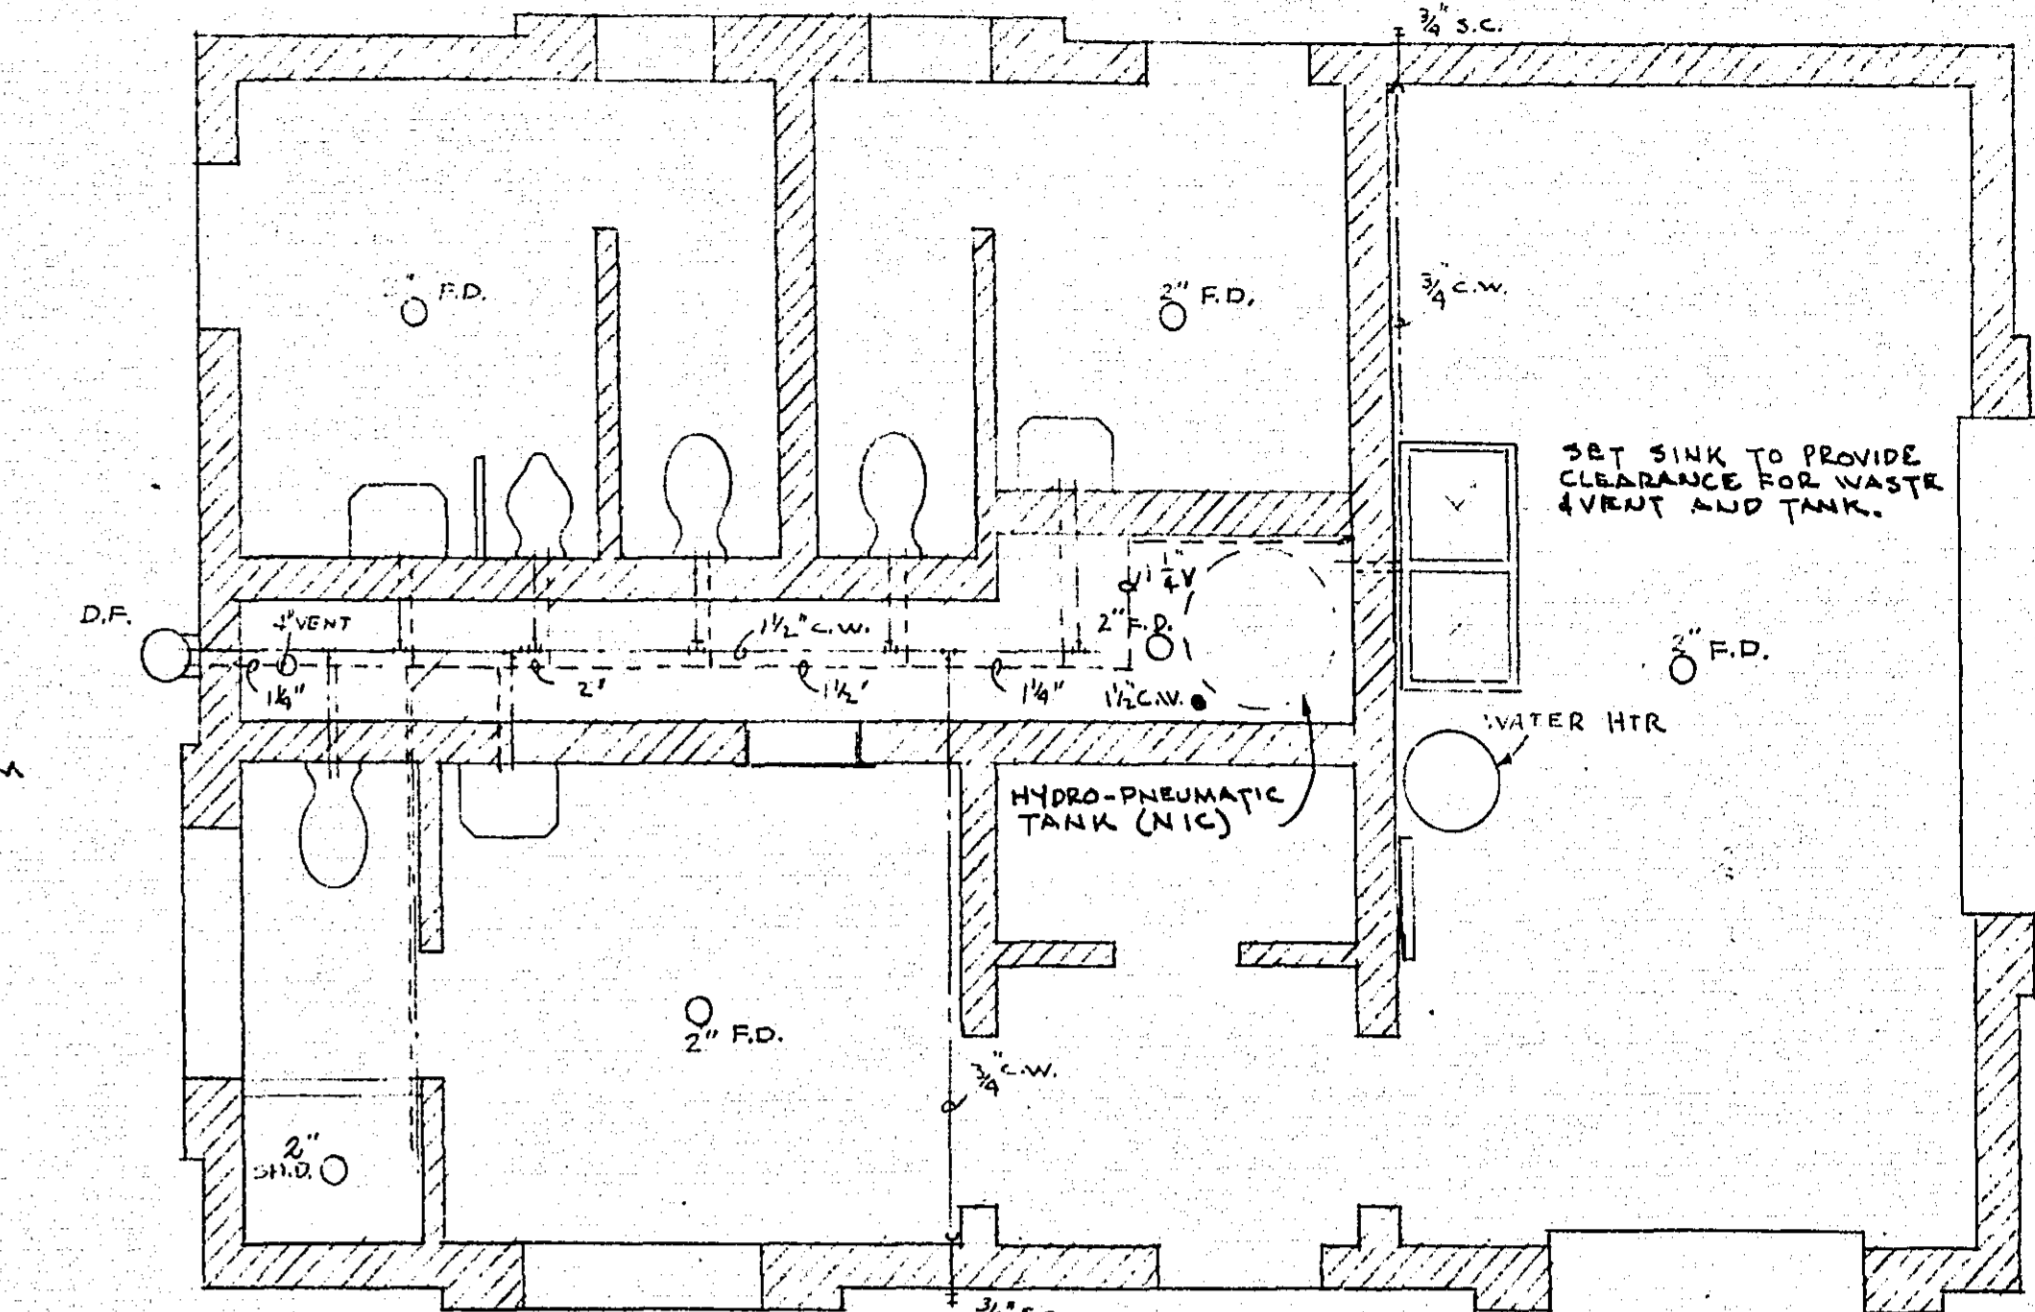 3/4" S.C.
" F.D.
2" F.D.
3/4" C.W.
SET SINK TO PROVIDE
CLEARANCE FOR WASTE
& VENT AND TANK.
D.F.
4" VENT
1 1/2" C.W.
1 1/4" V
2" F.D.
2" F.D.
1 1/4"
2"
1 1/2"
1 1/4"
1 1/2" C.W.
WATER HTR
HYDRO-PNEUMATIC
TANK (NIC)
2" F.D.
3/4" C.W.
2"
SH.D.
3/4"